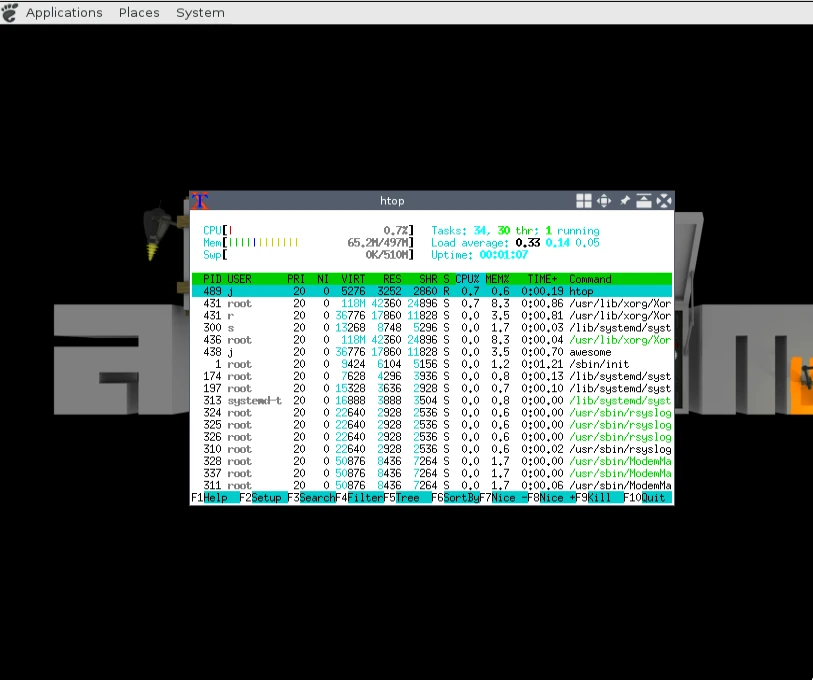 Applications Places System
htop
CPU[| 0.7%] Tasks: 34, 30 thr; 1 running
Mem[|||||||||||||| 65.2M/497M] Load average: 0.33 0.14 0.05
Swp[ 0K/510M] Uptime: 00:01:07
PID USER PRI NI VIRT RES SHR S CPU% MEM% TIME+ Command
489 j 20 0 5276 3252 2860 R 0.7 0.6 0:00.19 htop
431 root 20 0 118M 42360 24896 S 0.7 8.3 0:00.86 /usr/lib/xorg/Xor
431 r 20 0 36776 17860 11828 S 0.0 3.5 0:00.81 /usr/lib/xorg/Xor
300 s 20 0 13268 8748 5296 S 0.0 1.7 0:00.03 /lib/systemd/syst
436 root 20 0 118M 42360 24896 S 0.0 8.3 0:00.04 /usr/lib/xorg/Xor
438 j 20 0 36776 17860 11828 S 0.0 3.5 0:00.70 awesome
1 root 20 0 9424 6104 5156 S 0.0 1.2 0:01.21 /sbin/init
174 root 20 0 7628 4296 3936 S 0.0 0.8 0:00.13 /lib/systemd/syst
197 root 20 0 15328 3636 2928 S 0.0 0.7 0:00.10 /lib/systemd/syst
313 systemd-t 20 0 16888 3888 3504 S 0.0 0.8 0:00.00 /lib/systemd/syst
324 root 20 0 22640 2928 2536 S 0.0 0.6 0:00.00 /usr/sbin/rsyslog
325 root 20 0 22640 2928 2536 S 0.0 0.6 0:00.00 /usr/sbin/rsyslog
326 root 20 0 22640 2928 2536 S 0.0 0.6 0:00.00 /usr/sbin/rsyslog
310 root 20 0 22640 2928 2536 S 0.0 0.6 0:00.02 /usr/sbin/rsyslog
328 root 20 0 50876 8436 7264 S 0.0 1.7 0:00.00 /usr/sbin/ModemMa
337 root 20 0 50876 8436 7264 S 0.0 1.7 0:00.00 /usr/sbin/ModemMa
311 root 20 0 50876 8436 7264 S 0.0 1.7 0:00.06 /usr/sbin/ModemMa
F1Help F2Setup F3SearchF4FilterF5Tree F6SortByF7Nice -F8Nice +F9Kill F10Quit